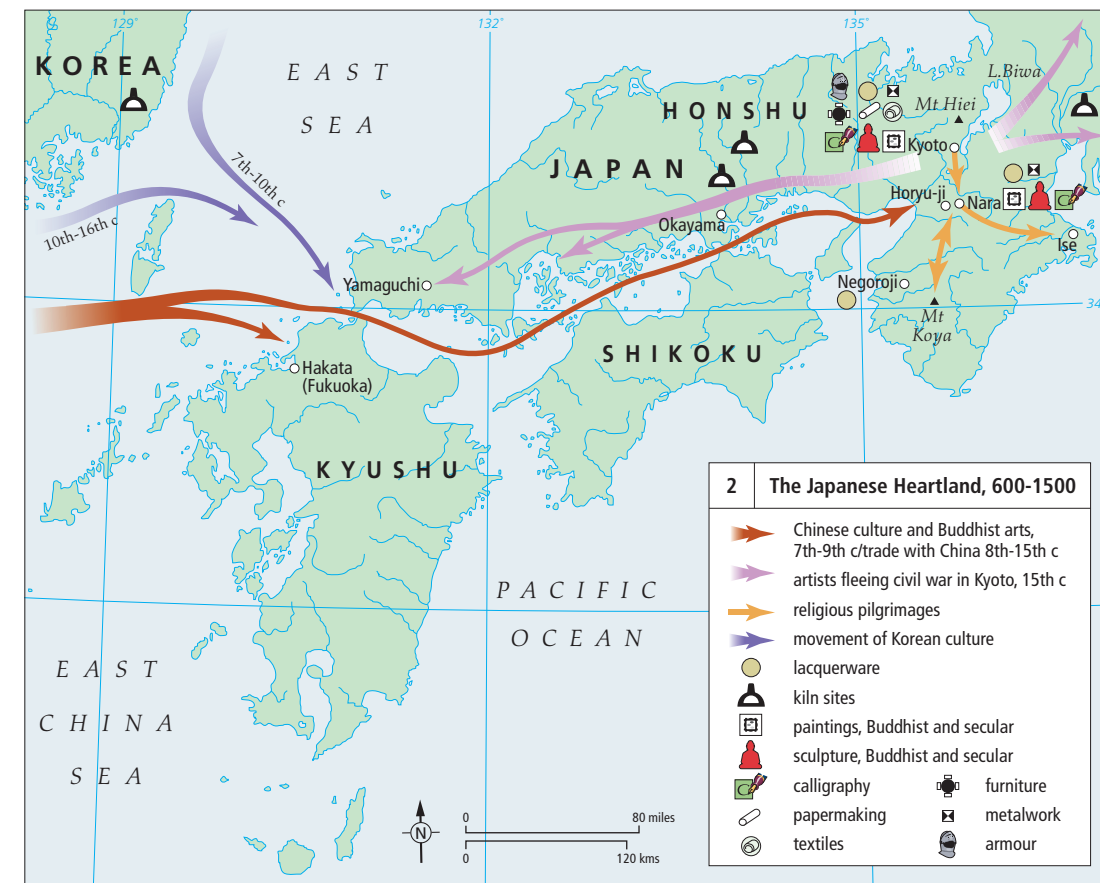 129°
132°
135°
KOREA
EAST
SEA
7th-10th c
10th-16th c
HONSHU
JAPAN
L.Biwa
Mt Hiei
Kyoto
Horyu-ji
Nara
Ise
Okayama
Yamaguchi
Negoroji
Mt
Koya
34
SHIKOKU
Hakata
(Fukuoka)
KYUSHU
PACIFIC
OCEAN
EAST
CHINA
SEA
N
0 80 miles
0 120 kms
2 The Japanese Heartland, 600-1500
Chinese culture and Buddhist arts,
7th-9th c/trade with China 8th-15th c
artists fleeing civil war in Kyoto, 15th c
religious pilgrimages
movement of Korean culture
lacquerware
kiln sites
paintings, Buddhist and secular
sculpture, Buddhist and secular
calligraphy furniture
papermaking metalwork
textiles armour